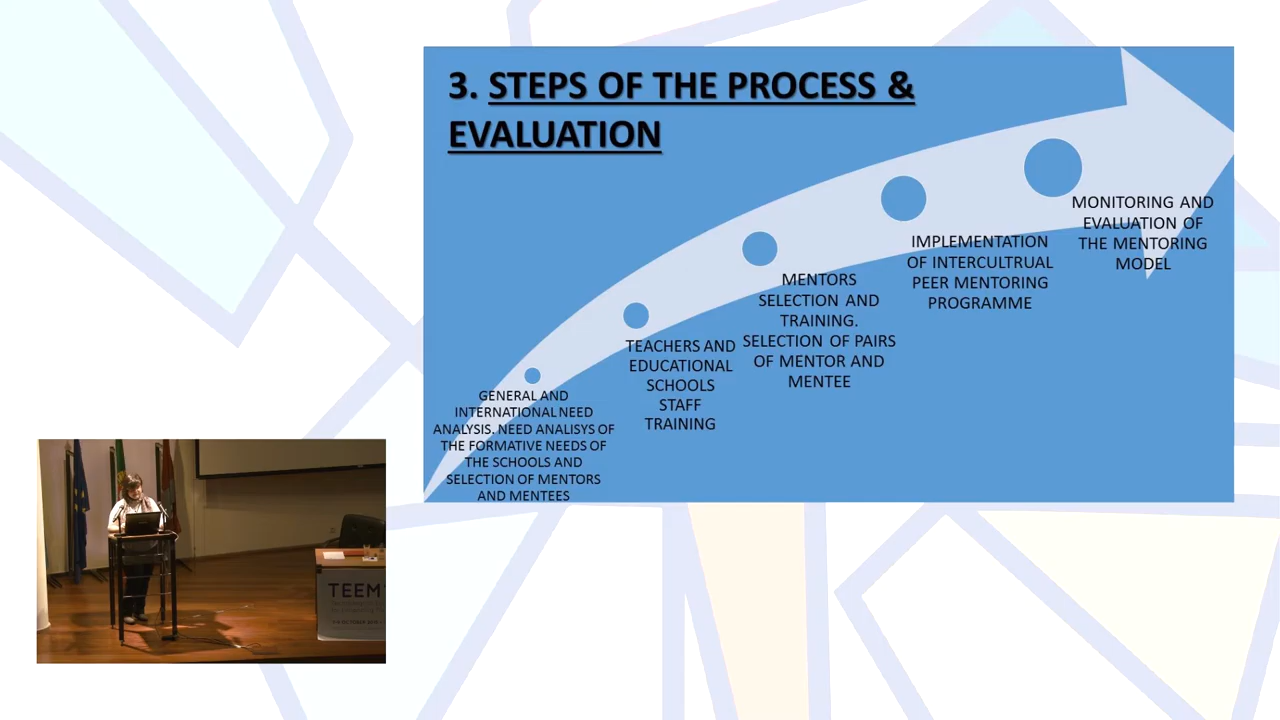 3. STEPS OF THE PROCESS &
EVALUATION
GENERAL AND
INTERNATIONAL NEED
ANALYSIS. NEED ANALISYS OF
THE FORMATIVE NEEDS OF
THE SCHOOLS AND
SELECTION OF MENTORS
AND MENTEES
TEACHERS AND
EDUCATIONAL
SCHOOLS
STAFF
TRAINING
MENTORS
SELECTION AND
TRAINING.
SELECTION OF PAIRS
OF MENTOR AND
MENTEE
IMPLEMENTATION
OF INTERCULTRUAL
PEER MENTORING
PROGRAMME
MONITORING AND
EVALUATION OF
THE MENTORING
MODEL
TEEM